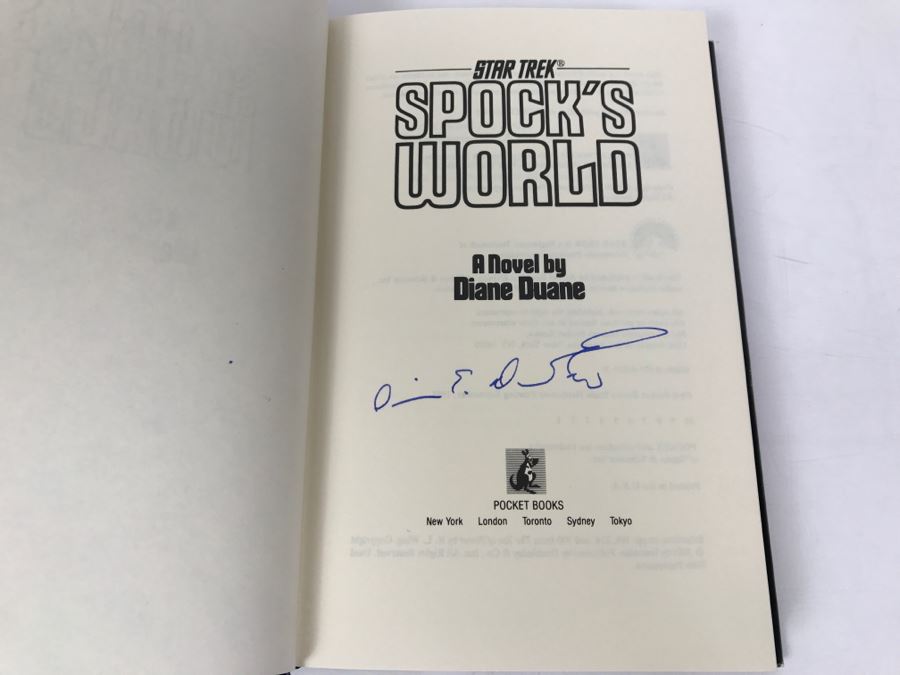 STAR TREK®
SPOCK'S
WORLD
A Novel by
Diane Duane
POCKET BOOKS
New York London Toronto Sydney Tokyo